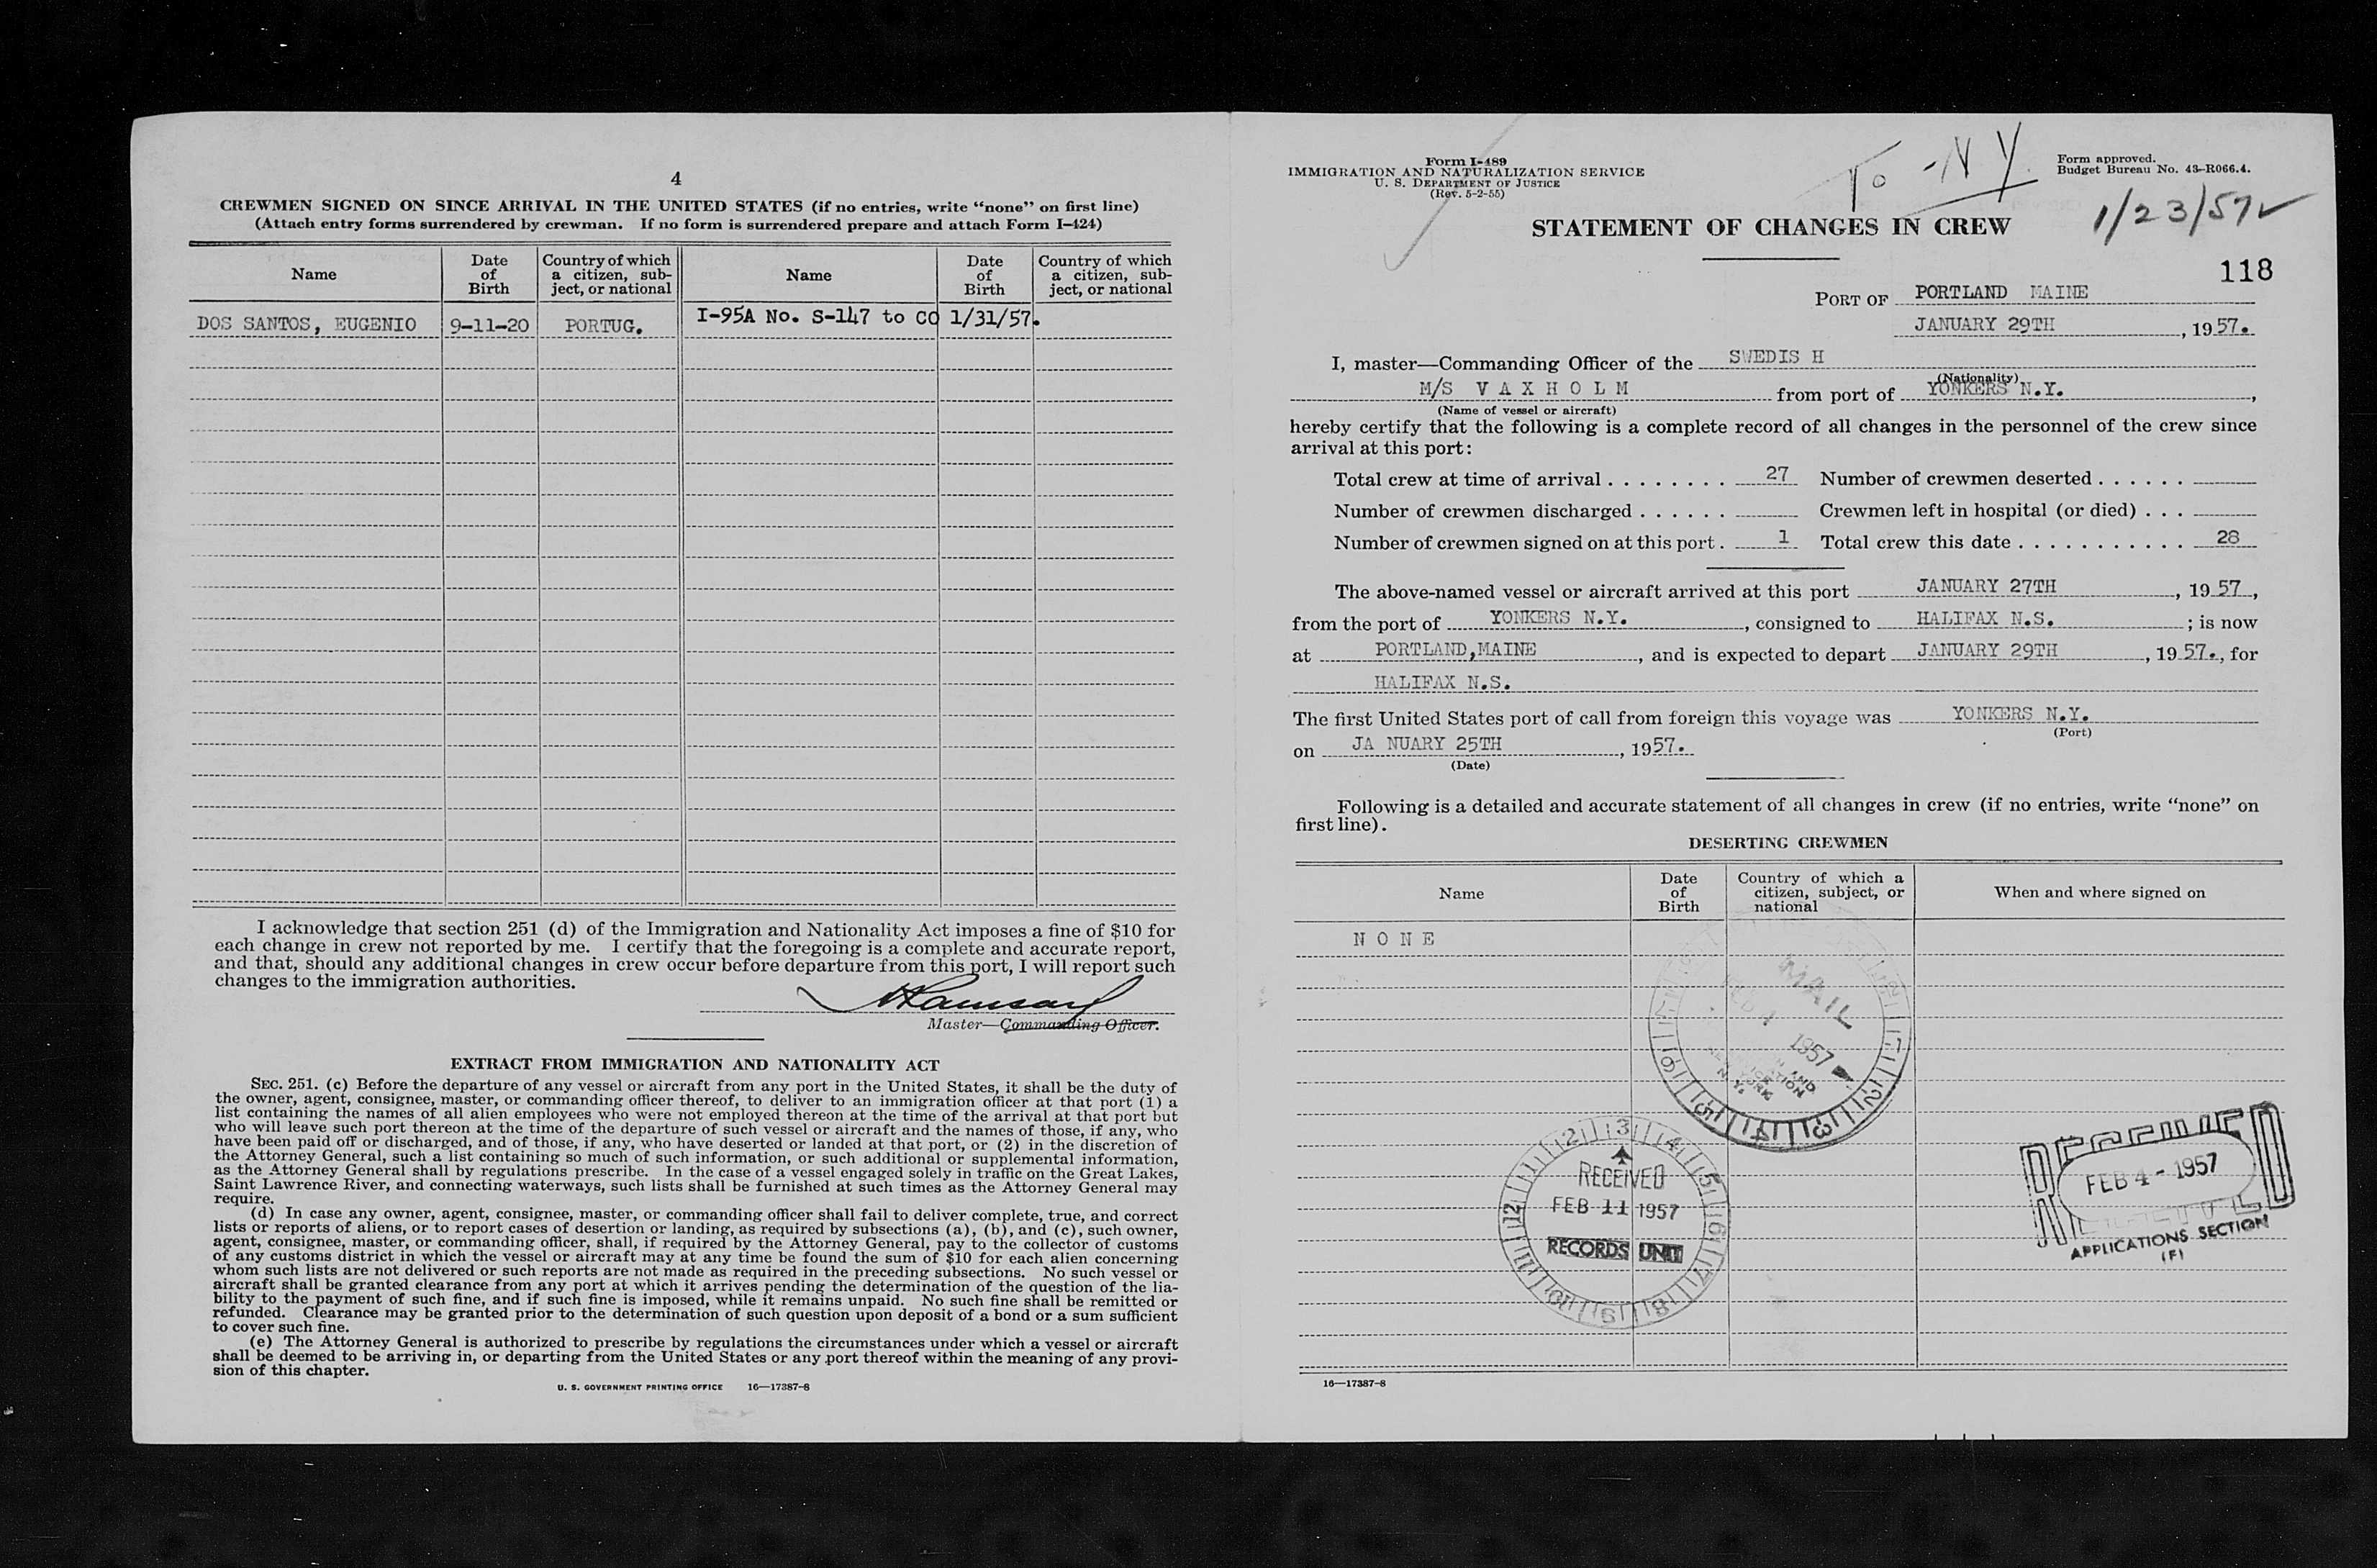 4
CREWMEN SIGNED ON SINCE ARRIVAL IN THE UNITED STATES (if no entries, write “none” on first line)
(Attach entry forms surrendered by crewman. If no form is surrendered prepare and attach Form I-424)
Name
Date of Birth
Country of which a citizen, subject, or national
Name
Date of Birth
Country of which a citizen, subject, or national
DOS SANTOS, EUGENIO 9-11-20 PORTUG. I-95A No. S-147 to CO 1/31/57.
I acknowledge that section 251 (d) of the Immigration and Nationality Act imposes a fine of $10 for
each change in crew not reported by me. I certify that the foregoing is a complete and accurate report,
and that, should any additional changes in crew occur before departure from this port, I will report such
changes to the immigration authorities.
Master—Commanding Officer.
EXTRACT FROM IMMIGRATION AND NATIONALITY ACT
SEC. 251. (c) Before the departure of any vessel or aircraft from any port in the United States, it shall be the duty of
the owner, agent, consignee, master, or commanding officer thereof, to deliver to an immigration officer at that port (1) a
list containing the names of all alien employees who were not employed thereon at the time of the arrival at that port but
who will leave such port thereon at the time of the departure of such vessel or aircraft and the names of those, if any, who
have been paid off or discharged, and of those, if any, who have deserted or landed at that port, or (2) in the discretion of
the Attorney General, such a list containing so much of such information, or such additional or supplemental information,
as the Attorney General shall by regulations prescribe. In the case of a vessel engaged solely in traffic on the Great Lakes,
Saint Lawrence River, and connecting waterways, such lists shall be furnished at such times as the Attorney General may
require.
(d) In case any owner, agent, consignee, master, or commanding officer shall fail to deliver complete, true, and correct
lists or reports of aliens, or to report cases of desertion or landing, as required by subsections (a), (b), and (c), such owner,
agent, consignee, master, or commanding officer, shall, if required by the Attorney General, pay to the collector of customs
of any customs district in which the vessel or aircraft may at any time be found the sum of $10 for each alien concerning
whom such lists are not delivered or such reports are not made as required in the preceding subsections. No such vessel or
aircraft shall be granted clearance from any port at which it arrives pending the determination of the question of the lia-
bility to the payment of such fine, and if such fine is imposed, while it remains unpaid. No such fine shall be remitted or
refunded. Clearance may be granted prior to the determination of such question upon deposit of a bond or a sum sufficient
to cover such fine.
(e) The Attorney General is authorized to prescribe by regulations the circumstances under which a vessel or aircraft
shall be deemed to be arriving in, or departing from the United States or any port thereof within the meaning of any provi-
sion of this chapter.
U. S. GOVERNMENT PRINTING OFFICE 16—17387-8
Form I-489
IMMIGRATION AND NATURALIZATION SERVICE
U. S. DEPARTMENT OF JUSTICE
(Rev. 5-2-55)
To - NY
Form approved.
Budget Bureau No. 43-R066.4.
1/23/57
STATEMENT OF CHANGES IN CREW
118
PORT OF PORTLAND MAINE
JANUARY 29TH, 1957.
I, master—Commanding Officer of the SWEDIS H
(Nationality)
M/S VAXHOLM from port of YONKERS N.Y.,
(Name of vessel or aircraft)
hereby certify that the following is a complete record of all changes in the personnel of the crew since
arrival at this port:
Total crew at time of arrival . . . . . . . . 27 Number of crewmen deserted . . . . . .
Number of crewmen discharged . . . . . . Crewmen left in hospital (or died) . . .
Number of crewmen signed on at this port . 1 Total crew this date . . . . . . . . . . . 28
The above-named vessel or aircraft arrived at this port JANUARY 27TH, 19 57,
from the port of YONKERS N.Y., consigned to HALIFAX N.S. ; is now
at PORTLAND,MAINE, and is expected to depart JANUARY 29TH, 19 57., for
HALIFAX N.S.
The first United States port of call from foreign this voyage was YONKERS N.Y.
(Port)
on JA NUARY 25TH, 1957.
(Date)
Following is a detailed and accurate statement of all changes in crew (if no entries, write “none” on
first line).
DESERTING CREWMEN
Name
Date of Birth
Country of which a citizen, subject, or national
When and where signed on
N O N E
MAIL
FEB 4 1957
N. Y.
RECEIVED
FEB 11 1957
RECORDS UNIT
RECEIVED
FEB 4 - 1957
APPLICATIONS SECTION
(F)
16—17387-8